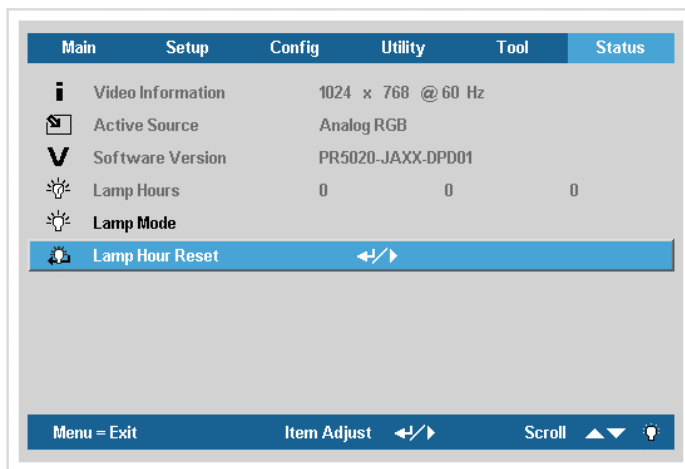 Main Setup Config Utility Tool Status
Video Information 1024 x 768 @ 60 Hz
Active Source Analog RGB
Software Version PR5020-JAXX-DPD01
Lamp Hours 0 0 0
Lamp Mode
Lamp Hour Reset
Menu = Exit Item Adjust Scroll